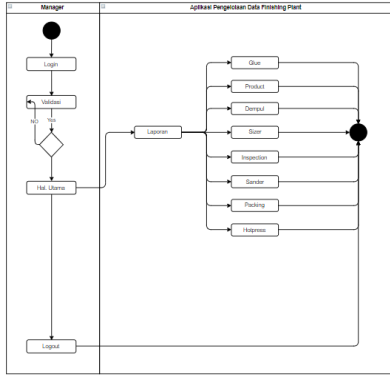 Manager
Aplikasi Pengelolaan Data Finishing Plant
Login
Validasi
NO
Yes
Hal. Utama
Laporan
Glue
Product
Dempul
Sizer
Inspection
Sander
Packing
Hotpress
Logout